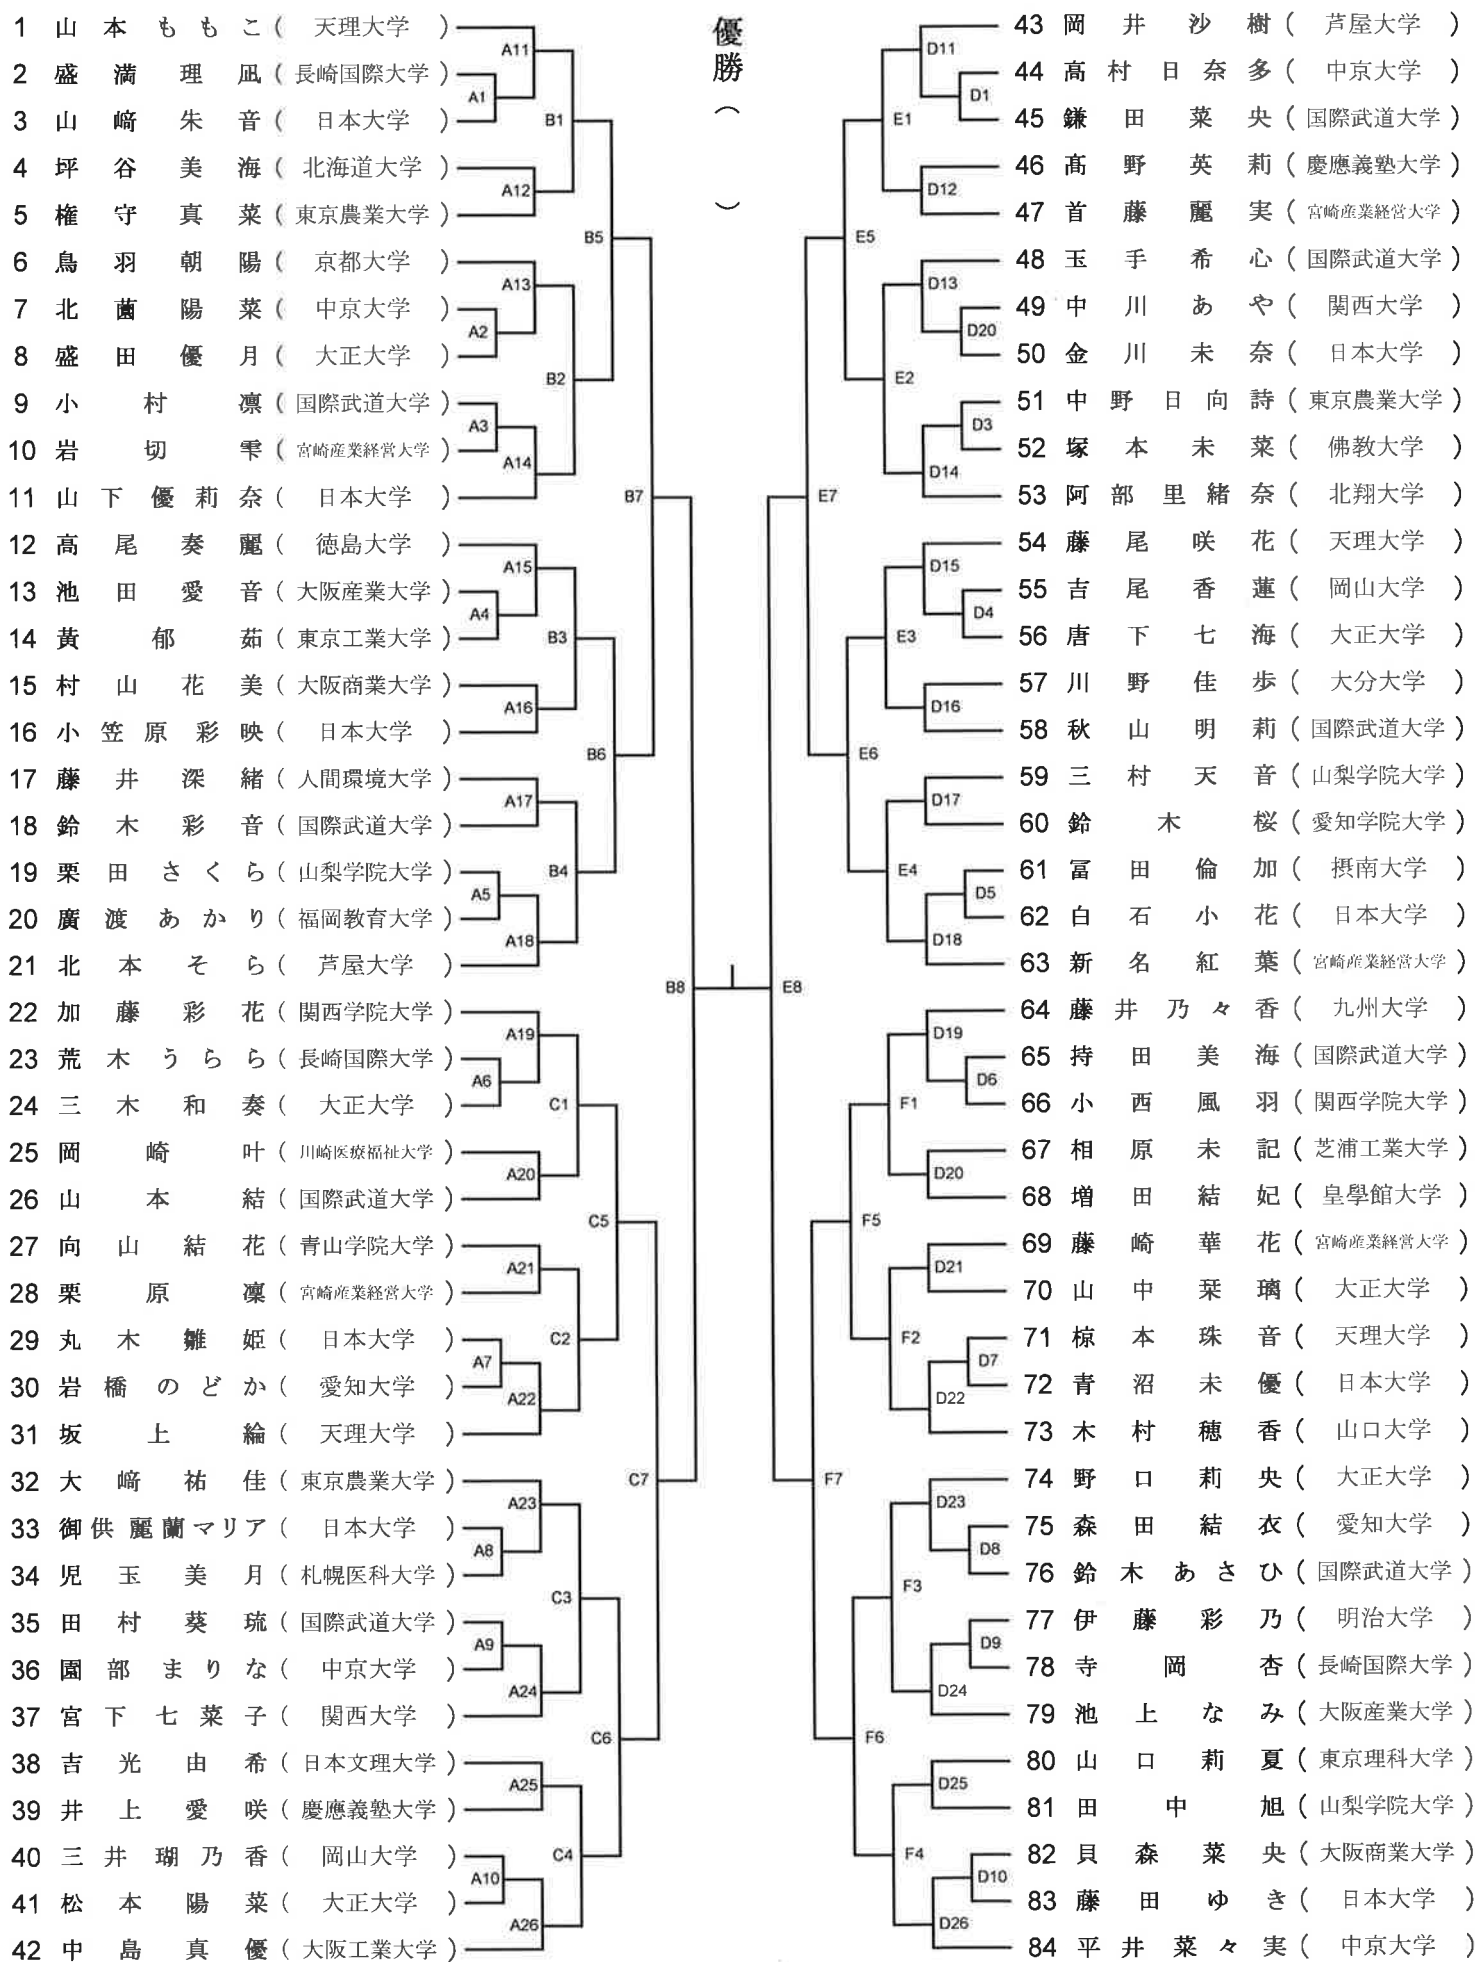 優勝（　　）
1 山本ももこ（天理大学）
2 盛満理凪（長崎国際大学）
3 山﨑朱音（日本大学）
4 坪谷美海（北海道大学）
5 権守真菜（東京農業大学）
6 鳥羽朝陽（京都大学）
7 北薗陽菜（中京大学）
8 盛田優月（大正大学）
9 小村凛（国際武道大学）
10 岩切雫（宮崎産業経営大学）
11 山下優莉奈（日本大学）
12 高尾奏麗（徳島大学）
13 池田愛音（大阪産業大学）
14 黃郁茹（東京工業大学）
15 村山花美（大阪商業大学）
16 小笠原彩映（日本大学）
17 藤井深緒（人間環境大学）
18 鈴木彩音（国際武道大学）
19 栗田さくら（山梨学院大学）
20 廣渡あかり（福岡教育大学）
21 北本そら（芦屋大学）
22 加藤彩花（関西学院大学）
23 荒木うらら（長崎国際大学）
24 三木和奏（大正大学）
25 岡崎叶（川崎医療福祉大学）
26 山本結（国際武道大学）
27 向山結花（青山学院大学）
28 栗原凜（宮崎産業経営大学）
29 丸木雛姫（日本大学）
30 岩橋のどか（愛知大学）
31 坂上綸（天理大学）
32 大﨑祐佳（東京農業大学）
33 御供麗蘭マリア（日本大学）
34 児玉美月（札幌医科大学）
35 田村葵琉（国際武道大学）
36 園部まりな（中京大学）
37 宮下七菜子（関西大学）
38 吉光由希（日本文理大学）
39 井上愛咲（慶應義塾大学）
40 三井瑚乃香（岡山大学）
41 松本陽菜（大正大学）
42 中島真優（大阪工業大学）
A11
A1
B1
A12
B5
A13
A2
B2
A3
A14
B7
A15
A4
B3
A16
B6
A17
B4
A5
A18
B8
A19
A6
C1
A20
C5
A21
C2
A7
A22
C7
A23
A8
C3
A9
A24
C6
A25
C4
A10
A26
43 岡井沙樹（芦屋大学）
44 髙村日奈多（中京大学）
45 鎌田菜央（国際武道大学）
46 髙野英莉（慶應義塾大学）
47 首藤麗実（宮崎産業経営大学）
48 玉手希心（国際武道大学）
49 中川あや（関西大学）
50 金川未奈（日本大学）
51 中野日向詩（東京農業大学）
52 塚本未菜（佛教大学）
53 阿部里緒奈（北翔大学）
54 藤尾咲花（天理大学）
55 吉尾香蓮（岡山大学）
56 唐下七海（大正大学）
57 川野佳歩（大分大学）
58 秋山明莉（国際武道大学）
59 三村天音（山梨学院大学）
60 鈴木桜（愛知学院大学）
61 冨田倫加（摂南大学）
62 白石小花（日本大学）
63 新名紅葉（宮崎産業経営大学）
64 藤井乃々香（九州大学）
65 持田美海（国際武道大学）
66 小西風羽（関西学院大学）
67 相原未記（芝浦工業大学）
68 増田結妃（皇學館大学）
69 藤崎華花（宮崎産業経営大学）
70 山中栞璃（大正大学）
71 椋本珠音（天理大学）
72 青沼未優（日本大学）
73 木村穂香（山口大学）
74 野口莉央（大正大学）
75 森田結衣（愛知大学）
76 鈴木あさひ（国際武道大学）
77 伊藤彩乃（明治大学）
78 寺岡杏（長崎国際大学）
79 池上なみ（大阪産業大学）
80 山口莉夏（東京理科大学）
81 田中旭（山梨学院大学）
82 貝森菜央（大阪商業大学）
83 藤田ゆき（日本大学）
84 平井菜々実（中京大学）
D11
D1
E1
D12
E5
D13
D20
E2
D3
D14
E7
D15
D4
E3
D16
E6
D17
E4
D5
D18
E8
D19
D6
F1
D20
F5
D21
F2
D7
D22
F7
D23
D8
F3
D9
D24
F6
D25
F4
D10
D26